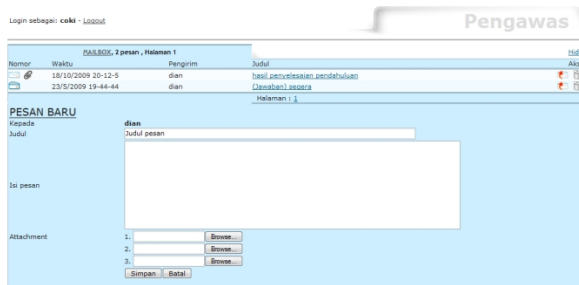 Login sebagai: coki - Logout
Pengawas
MAILBOX, 2 pesan , Halaman 1
Hid
Nomor Waktu Pengirim Judul Aks
18/10/2009 20-12-5 dian hasil penyelesaian pendahuluan
23/5/2009 19-44-44 dian (Jawaban) segera
Halaman : 1
PESAN BARU
Kepada dian
Judul Judul pesan
Isi pesan
Attachment 1. Browse...
2. Browse...
3. Browse...
Simpan Batal